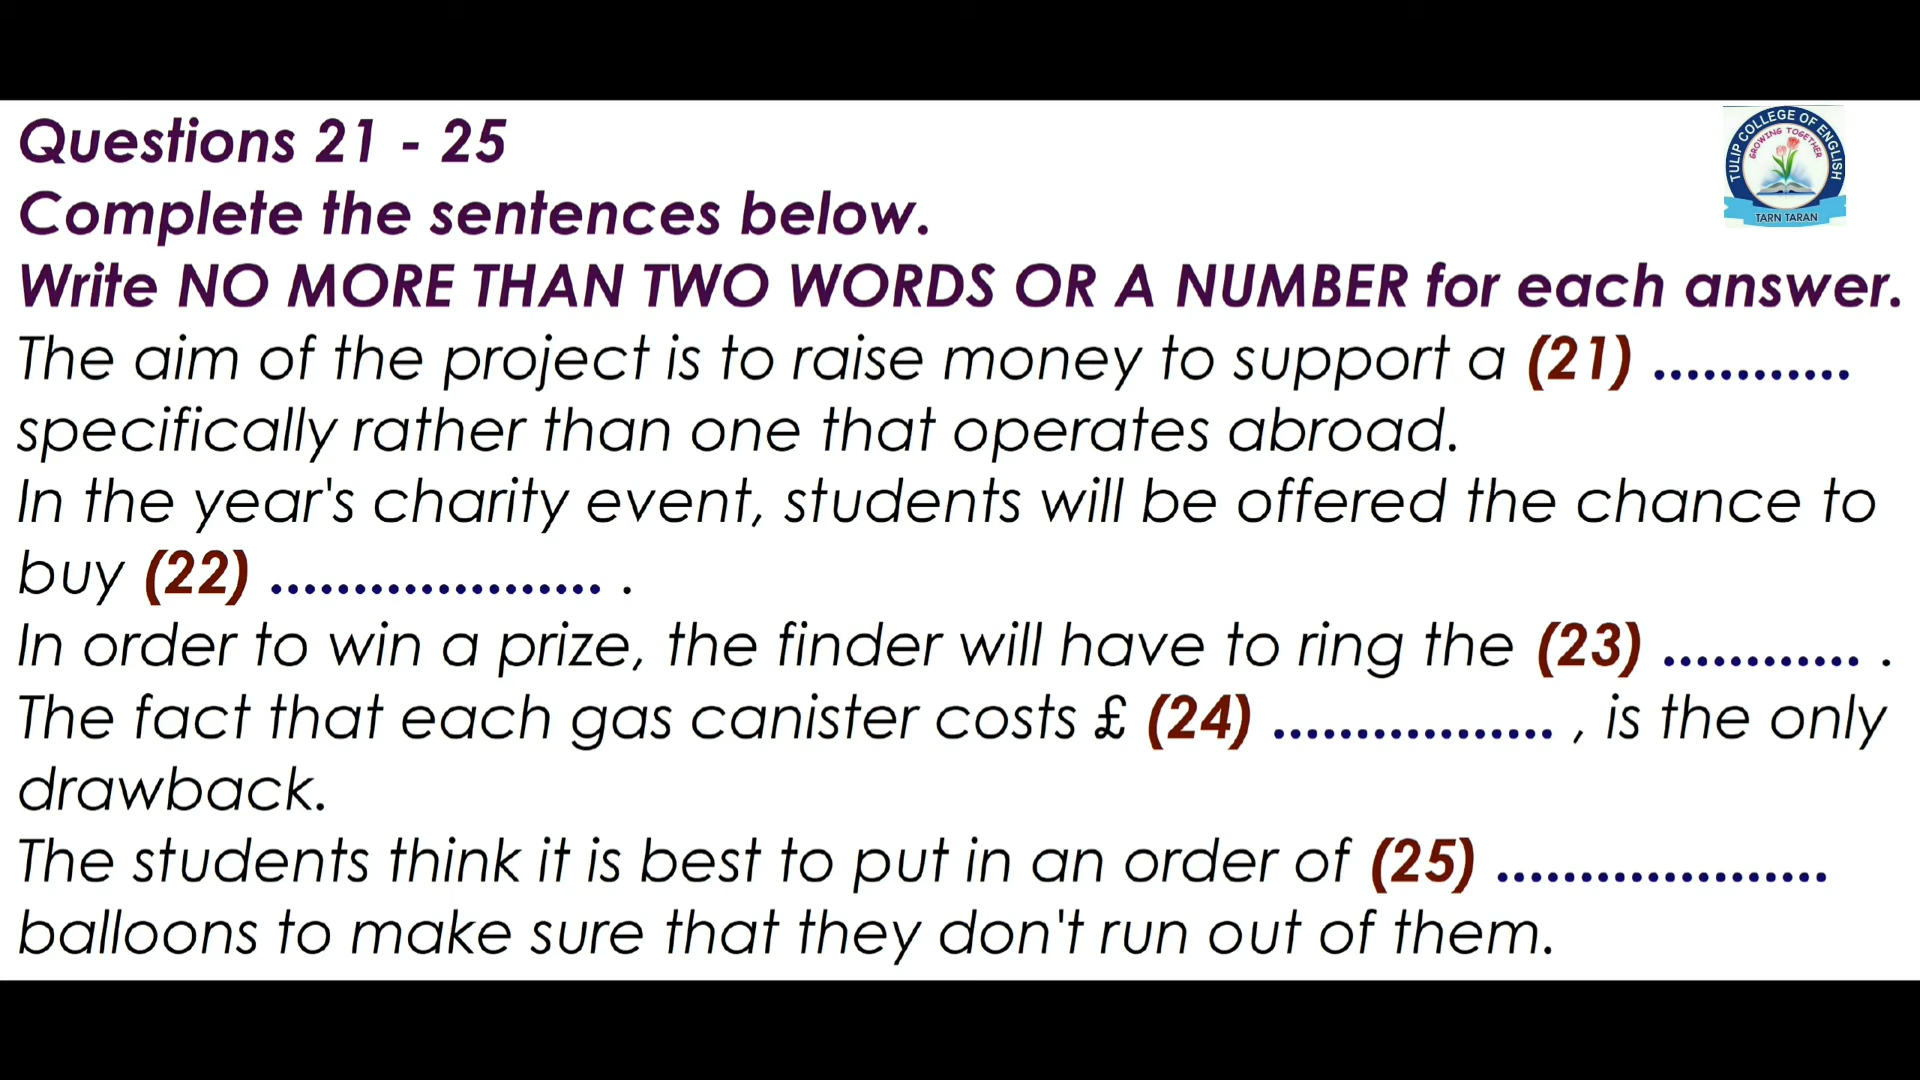 Questions 21 - 25
Complete the sentences below.
Write NO MORE THAN TWO WORDS OR A NUMBER for each answer.
The aim of the project is to raise money to support a (21) ............
specifically rather than one that operates abroad.
In the year's charity event, students will be offered the chance to
buy (22) .................... .
In order to win a prize, the finder will have to ring the (23) ............ .
The fact that each gas canister costs £ (24) ................. , is the only
drawback.
The students think it is best to put in an order of (25) ....................
balloons to make sure that they don't run out of them.
TULIP COLLEGE OF ENGLISH
GROWING TOGETHER
TARN TARAN